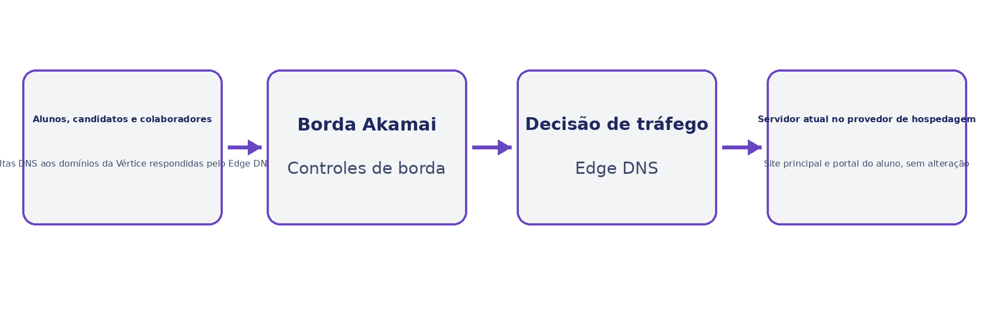 Alunos, candidatos e colaboradores
DNS aos domínios da Vértice respondidas pelo Edge
Borda Akamai
Controles de borda
Decisão de tráfego
Edge DNS
Servidor atual no provedor de hospedagem
Site principal e portal do aluno, sem alteração